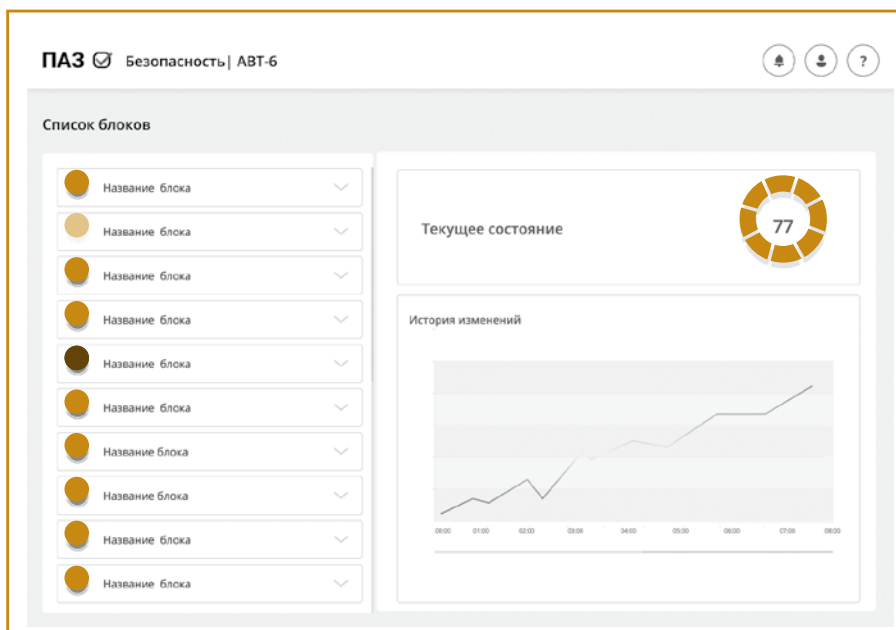 ПАЗ Безопасность| АВТ-6
?
Список блоков
Название блока
Название блока
Название блока
Название блока
Название блока
Название блока
Название блока
Название блока
Название блока
Название блока
Текущее состояние
77
История изменений
00:00 01:00 02:00 03:00 04:00 05:00 06:00 07:00 08:00